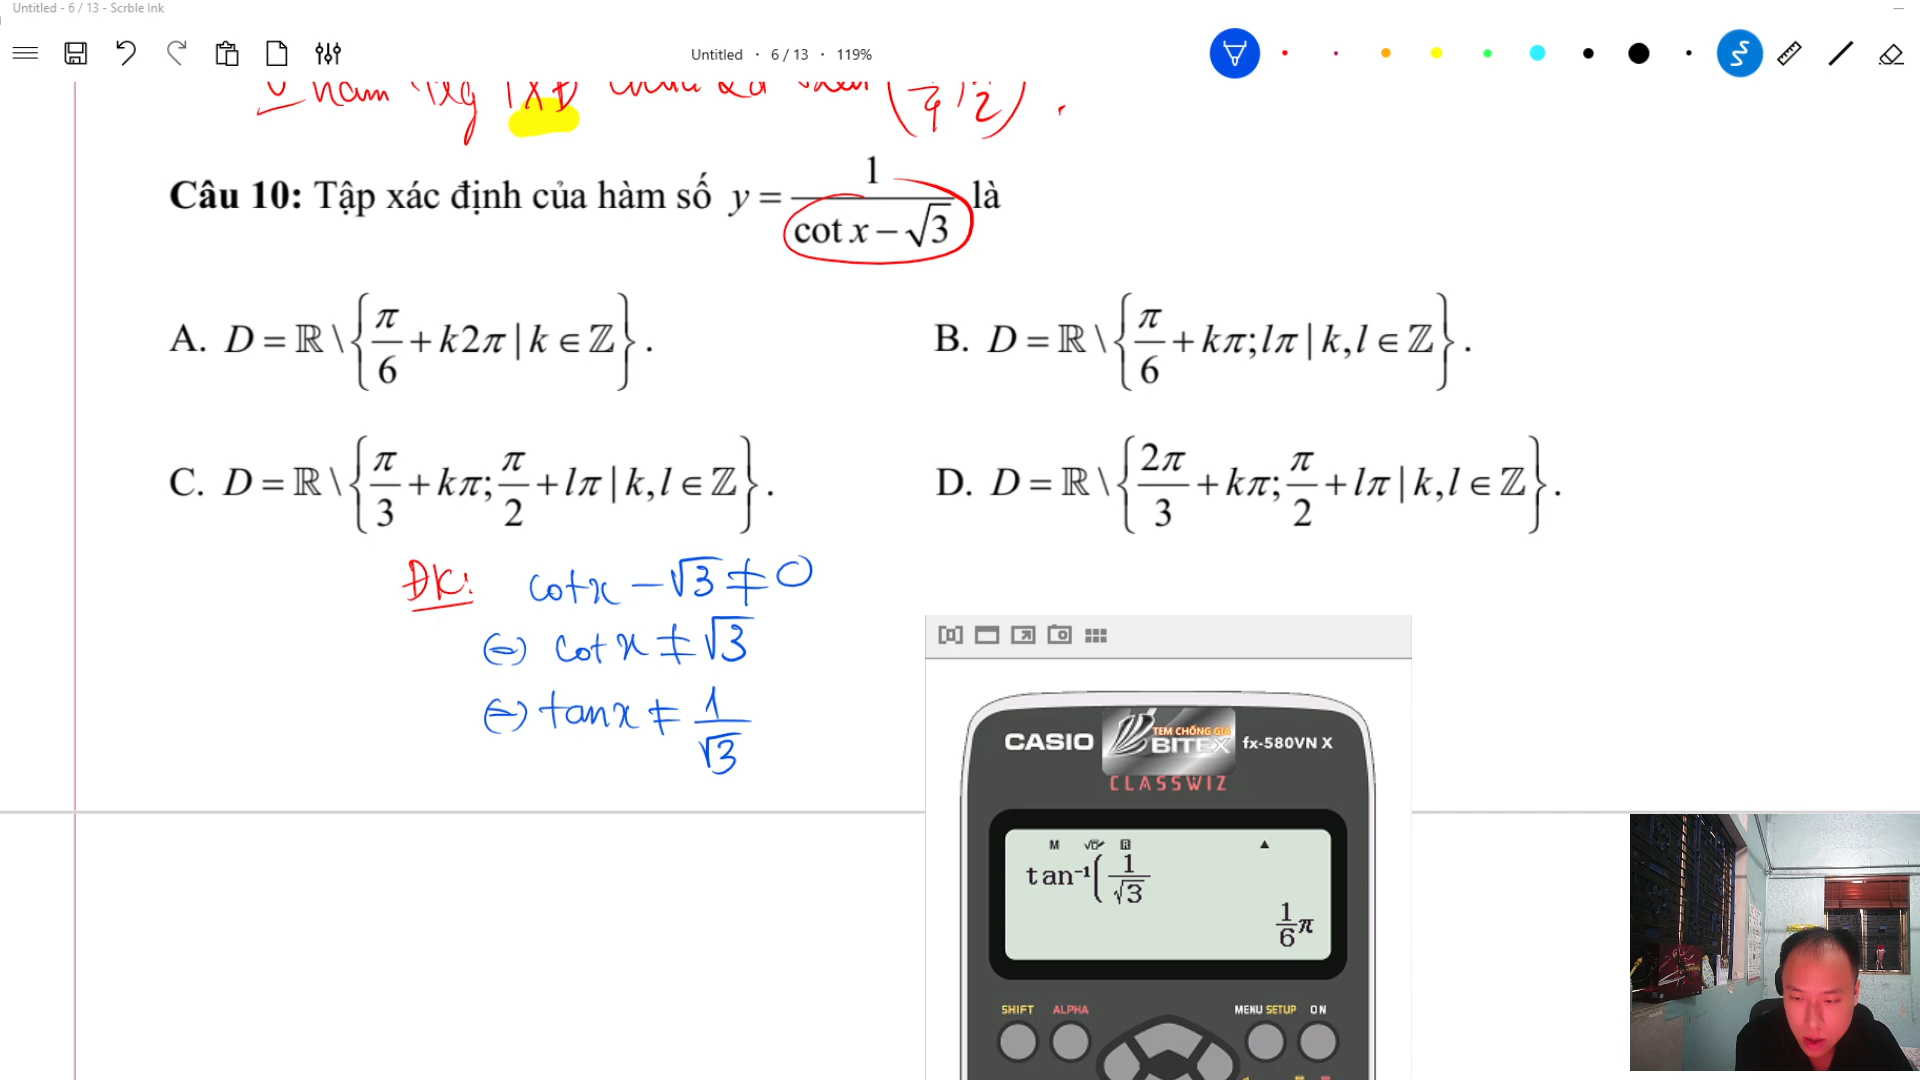 Untitled - 6 / 13 - Scrble Ink
Untitled · 6 / 13 · 119%
TXĐ
Câu 10: Tập xác định của hàm số y = 1/(cot x − √3) là
A. D = ℝ \ {π/6 + k2π | k ∈ ℤ}.
B. D = ℝ \ {π/6 + kπ; lπ | k, l ∈ ℤ}.
C. D = ℝ \ {π/3 + kπ; π/2 + lπ | k, l ∈ ℤ}.
D. D = ℝ \ {2π/3 + kπ; π/2 + lπ | k, l ∈ ℤ}.
ĐK: cotx − √3 ≠ 0
(=) cot x ≠ √3
(=) tanx ≠ 1/√3
CASIO
TEM CHỐNG GIẢ
BITEX
fx-580VN X
CLASSWIZ
M
tan⁻¹(1/√3
1/6 π
SHIFT ALPHA MENU SETUP ON